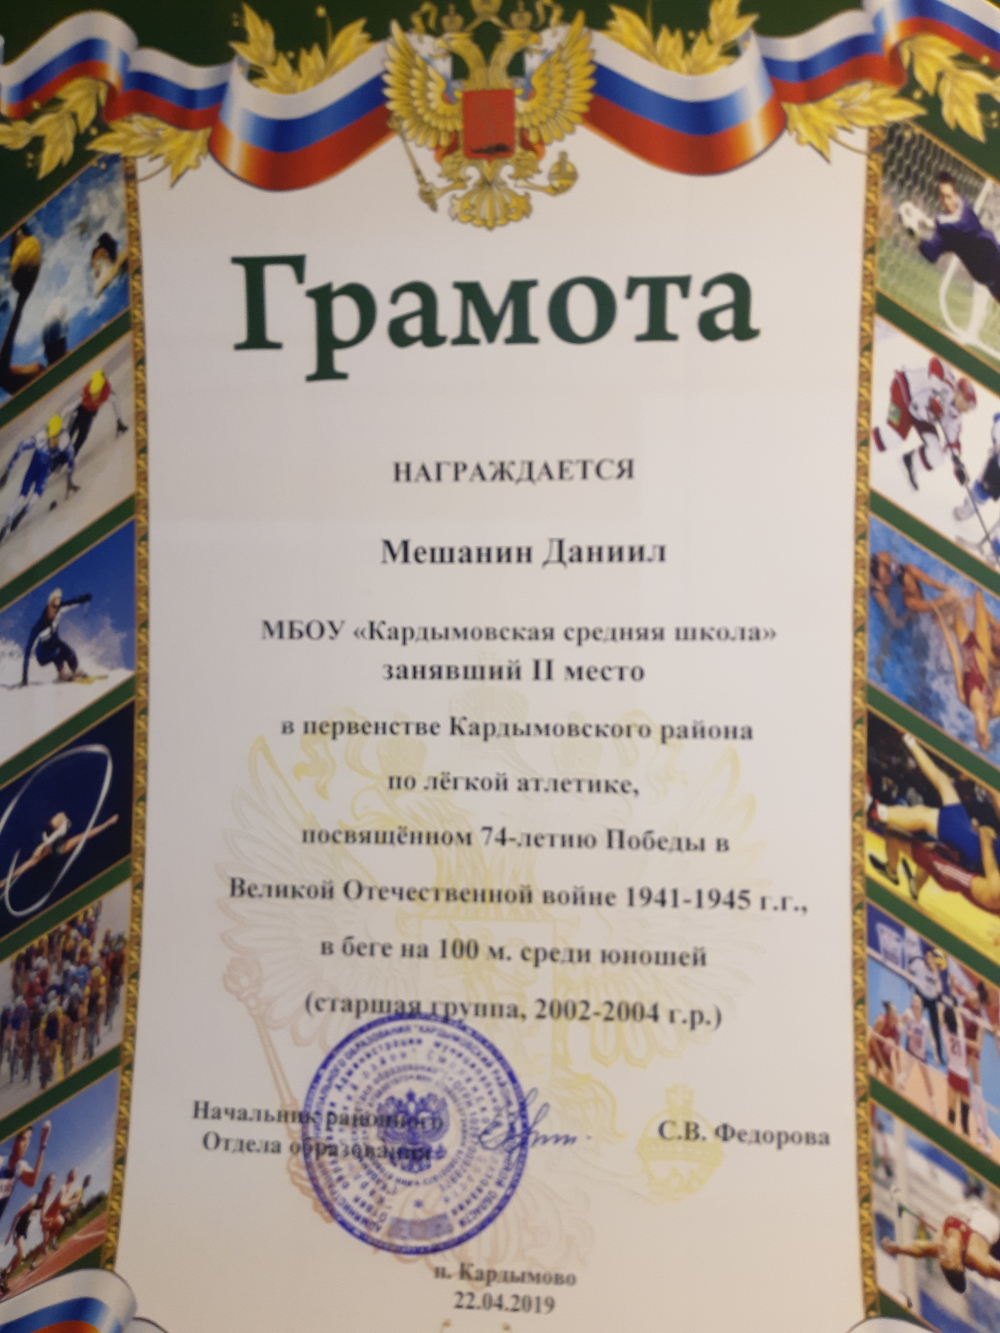 Грамота
НАГРАЖДАЕТСЯ
Мешанин Даниил
МБОУ «Кардымовская средняя школа»
занявший II место
в первенстве Кардымовского района
по лёгкой атлетике,
посвящённом 74-летию Победы в
Великой Отечественной войне 1941-1945 г.г.,
в беге на 100 м. среди юношей
(старшая группа, 2002-2004 г.р.)
Начальник районного
Отдела образования
С.В. Федорова
п. Кардымово
22.04.2019